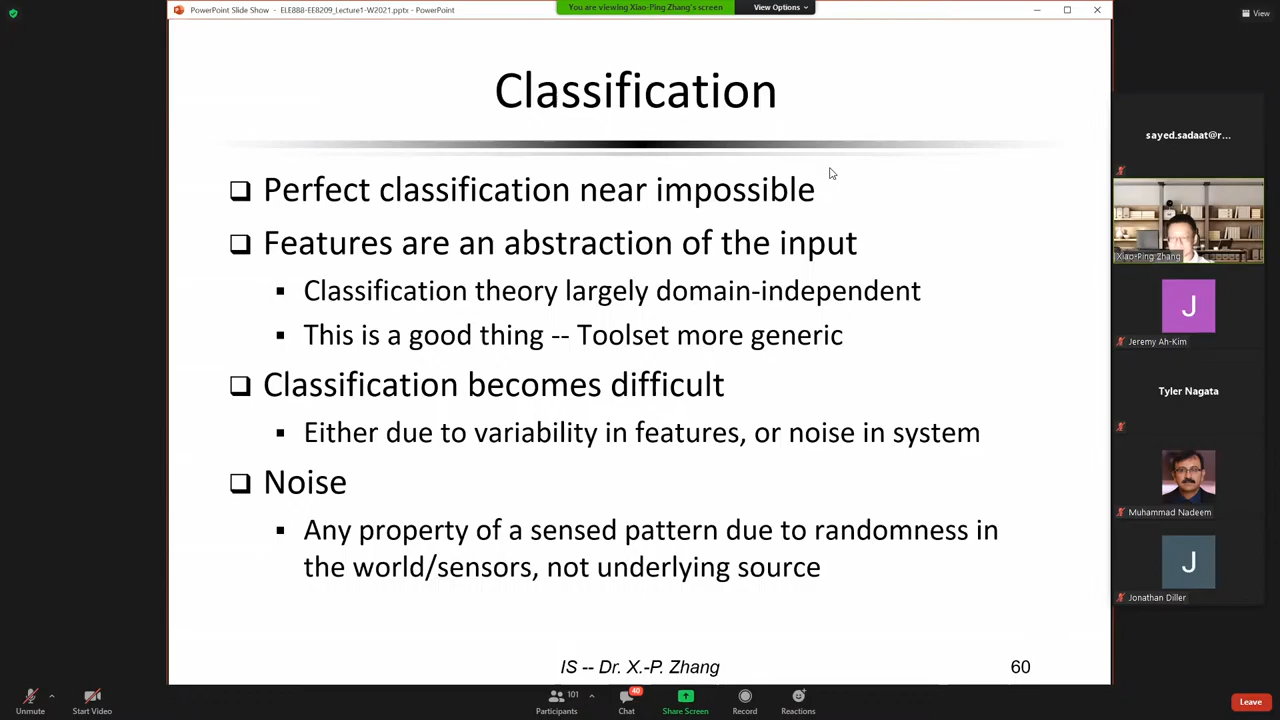 PowerPoint Slide Show - ELE888-EE8209_Lecture1-W2021.pptx - PowerPoint
You are viewing Xiao-Ping Zhang's screen
View Options
View
Classification
Perfect classification near impossible
Features are an abstraction of the input
Classification theory largely domain-independent
This is a good thing -- Toolset more generic
Classification becomes difficult
Either due to variability in features, or noise in system
Noise
Any property of a sensed pattern due to randomness in
the world/sensors, not underlying source
IS -- Dr. X.-P. Zhang
60
sayed.sadaat@r...
Xiao-Ping Zhang
J
Jeremy Ah-Kim
Tyler Nagata
Muhammad Nadeem
J
Jonathan Diller
Unmute
Start Video
101
Participants
40
Chat
Share Screen
Record
Reactions
Leave